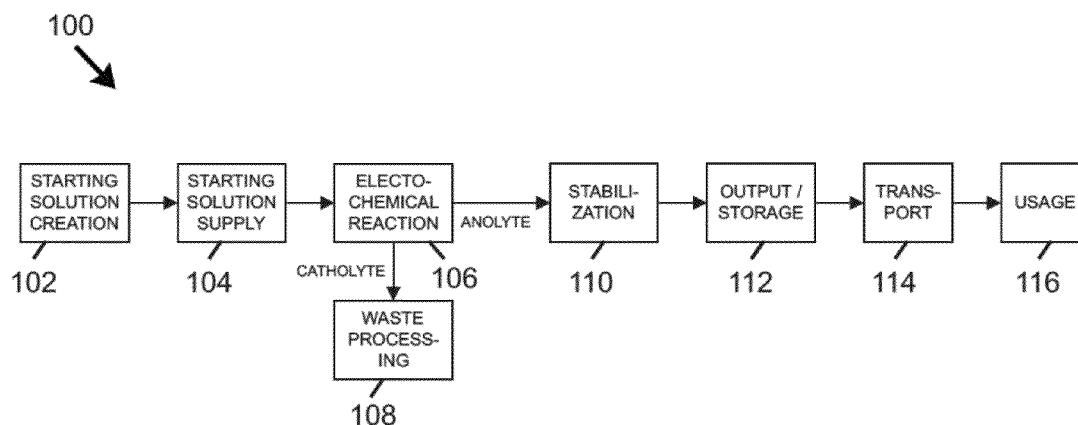 100
STARTING
SOLUTION
CREATION
STARTING
SOLUTION
SUPPLY
ELECTO-
CHEMICAL
REACTION
ANOLYTE
STABILI-
ZATION
OUTPUT /
STORAGE
TRANS-
PORT
USAGE
102
104
CATHOLYTE
106
110
112
114
116
WASTE
PROCESS-
ING
108